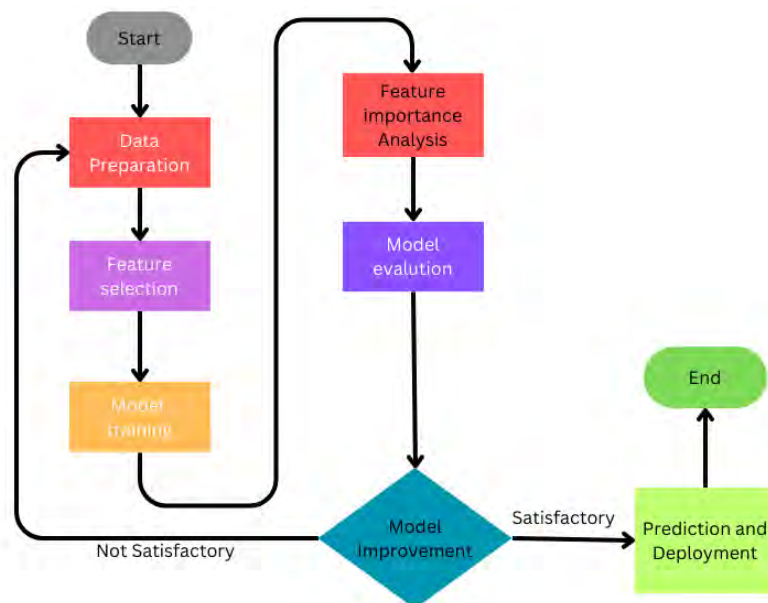 Start
Data
Preparation
Feature
selection
Model
training
Feature
importance
Analysis
Model
evalution
Model
Improvement
Not Satisfactory
Satisfactory
Prediction and
Deployment
End